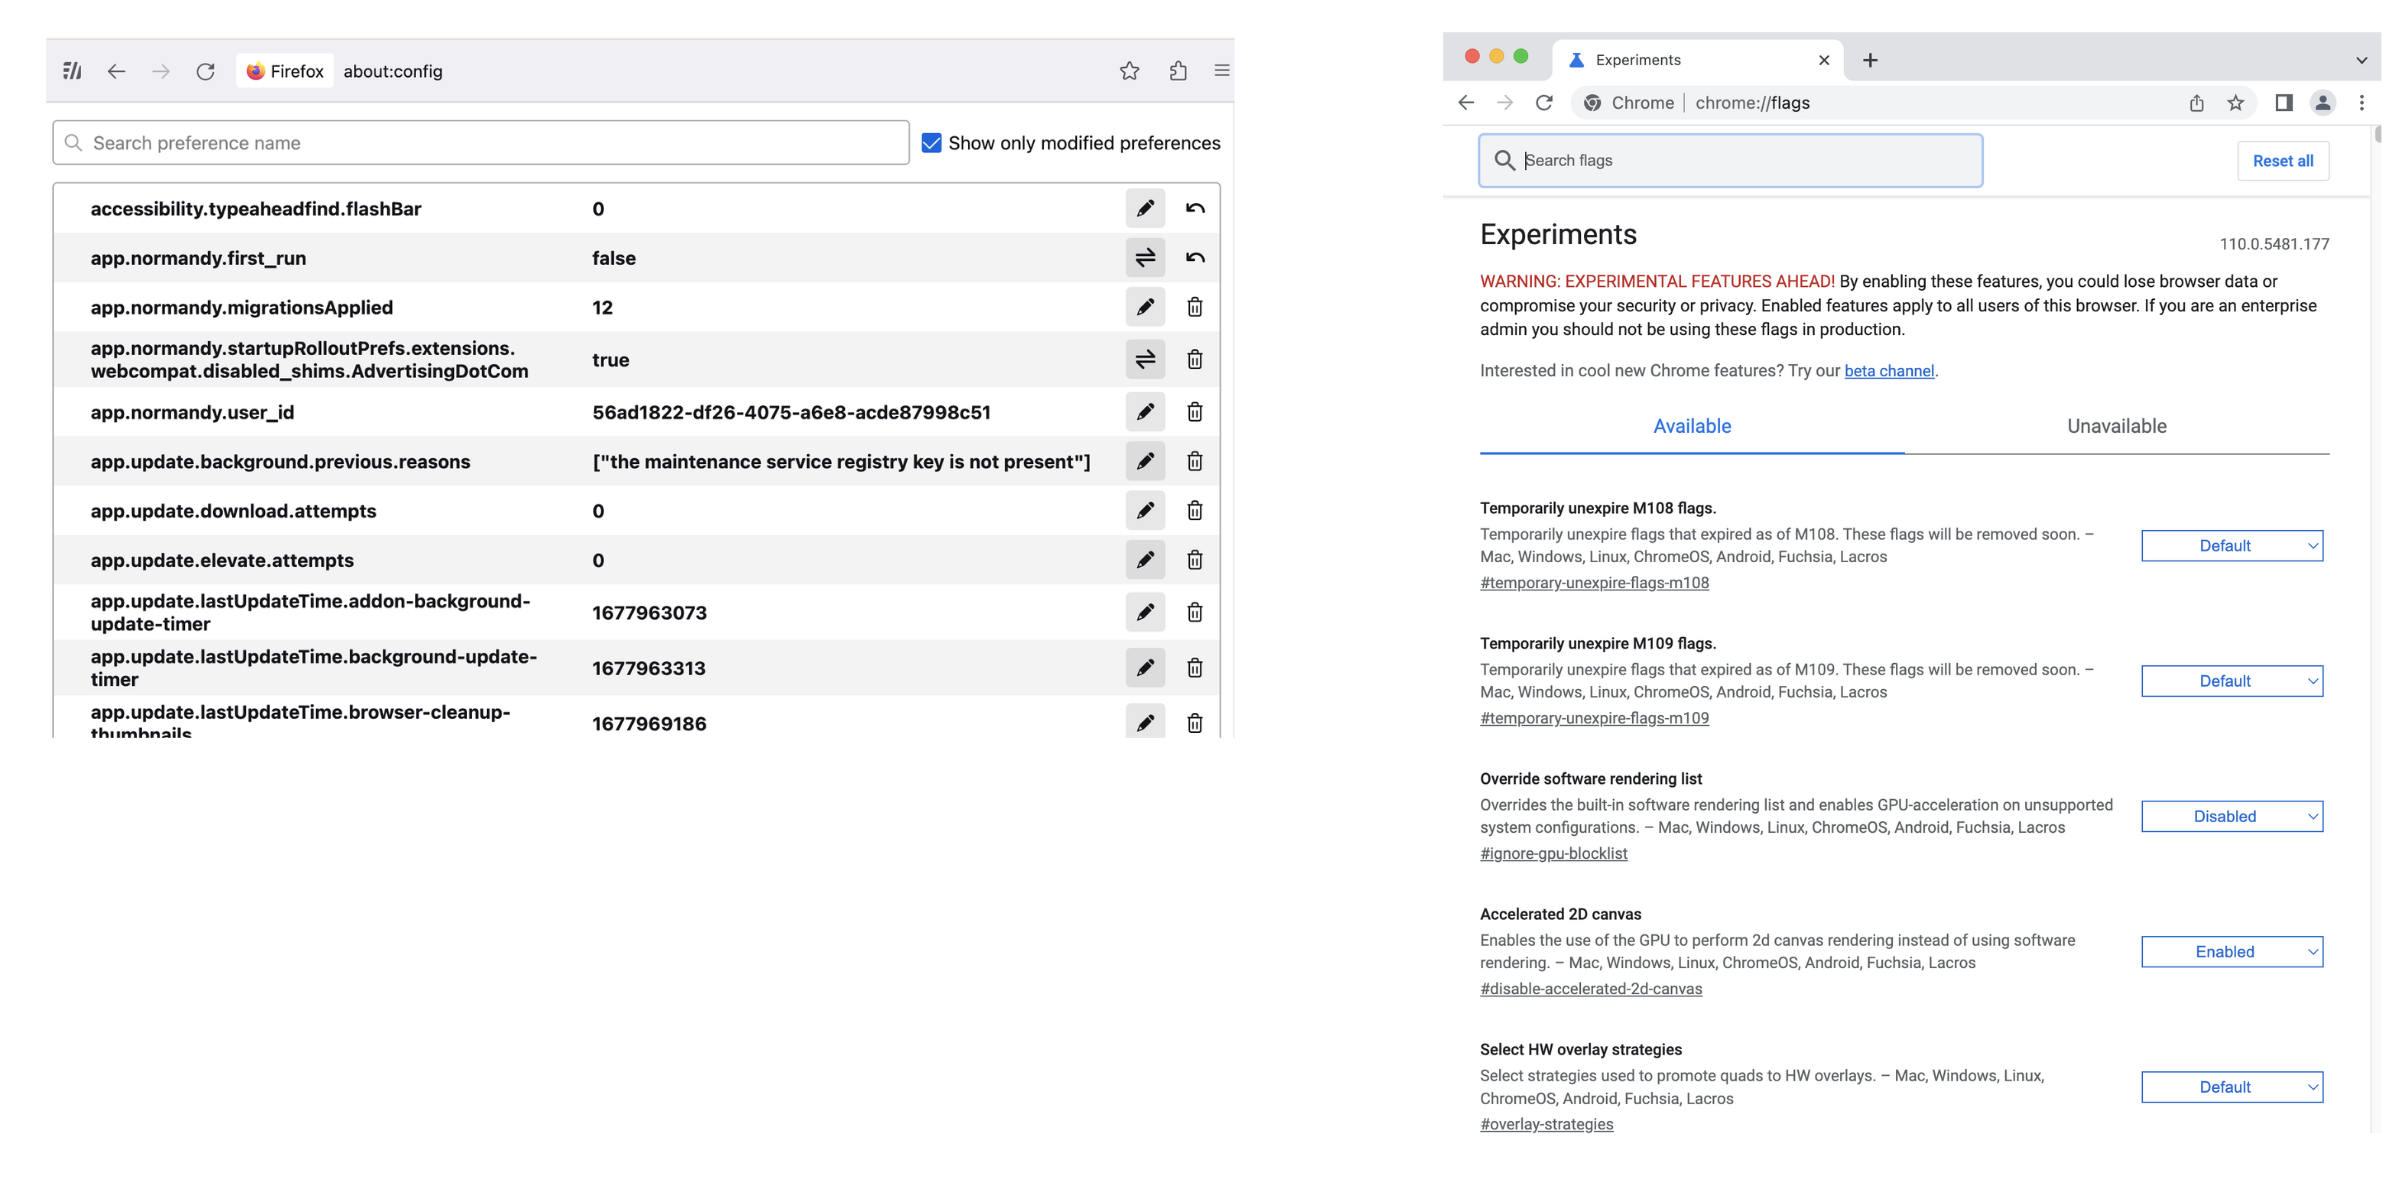 Firefox about:config
Search preference name
Show only modified preferences
accessibility.typeaheadfind.flashBar 0
app.normandy.first_run false
app.normandy.migrationsApplied 12
app.normandy.startupRolloutPrefs.extensions.
webcompat.disabled_shims.AdvertisingDotCom true
app.normandy.user_id 56ad1822-df26-4075-a6e8-acde87998c51
app.update.background.previous.reasons ["the maintenance service registry key is not present"]
app.update.download.attempts 0
app.update.elevate.attempts 0
app.update.lastUpdateTime.addon-background-
update-timer 1677963073
app.update.lastUpdateTime.background-update-
timer 1677963313
app.update.lastUpdateTime.browser-cleanup-
thumbnails 1677969186
Experiments
Chrome | chrome://flags
Search flags
Reset all
Experiments
110.0.5481.177
WARNING: EXPERIMENTAL FEATURES AHEAD! By enabling these features, you could lose browser data or
compromise your security or privacy. Enabled features apply to all users of this browser. If you are an enterprise
admin you should not be using these flags in production.
Interested in cool new Chrome features? Try our beta channel.
Available Unavailable
Temporarily unexpire M108 flags.
Temporarily unexpire flags that expired as of M108. These flags will be removed soon. –
Mac, Windows, Linux, ChromeOS, Android, Fuchsia, Lacros
#temporary-unexpire-flags-m108
Default
Temporarily unexpire M109 flags.
Temporarily unexpire flags that expired as of M109. These flags will be removed soon. –
Mac, Windows, Linux, ChromeOS, Android, Fuchsia, Lacros
#temporary-unexpire-flags-m109
Default
Override software rendering list
Overrides the built-in software rendering list and enables GPU-acceleration on unsupported
system configurations. – Mac, Windows, Linux, ChromeOS, Android, Fuchsia, Lacros
#ignore-gpu-blocklist
Disabled
Accelerated 2D canvas
Enables the use of the GPU to perform 2d canvas rendering instead of using software
rendering. – Mac, Windows, Linux, ChromeOS, Android, Fuchsia, Lacros
#disable-accelerated-2d-canvas
Enabled
Select HW overlay strategies
Select strategies used to promote quads to HW overlays. – Mac, Windows, Linux,
ChromeOS, Android, Fuchsia, Lacros
#overlay-strategies
Default